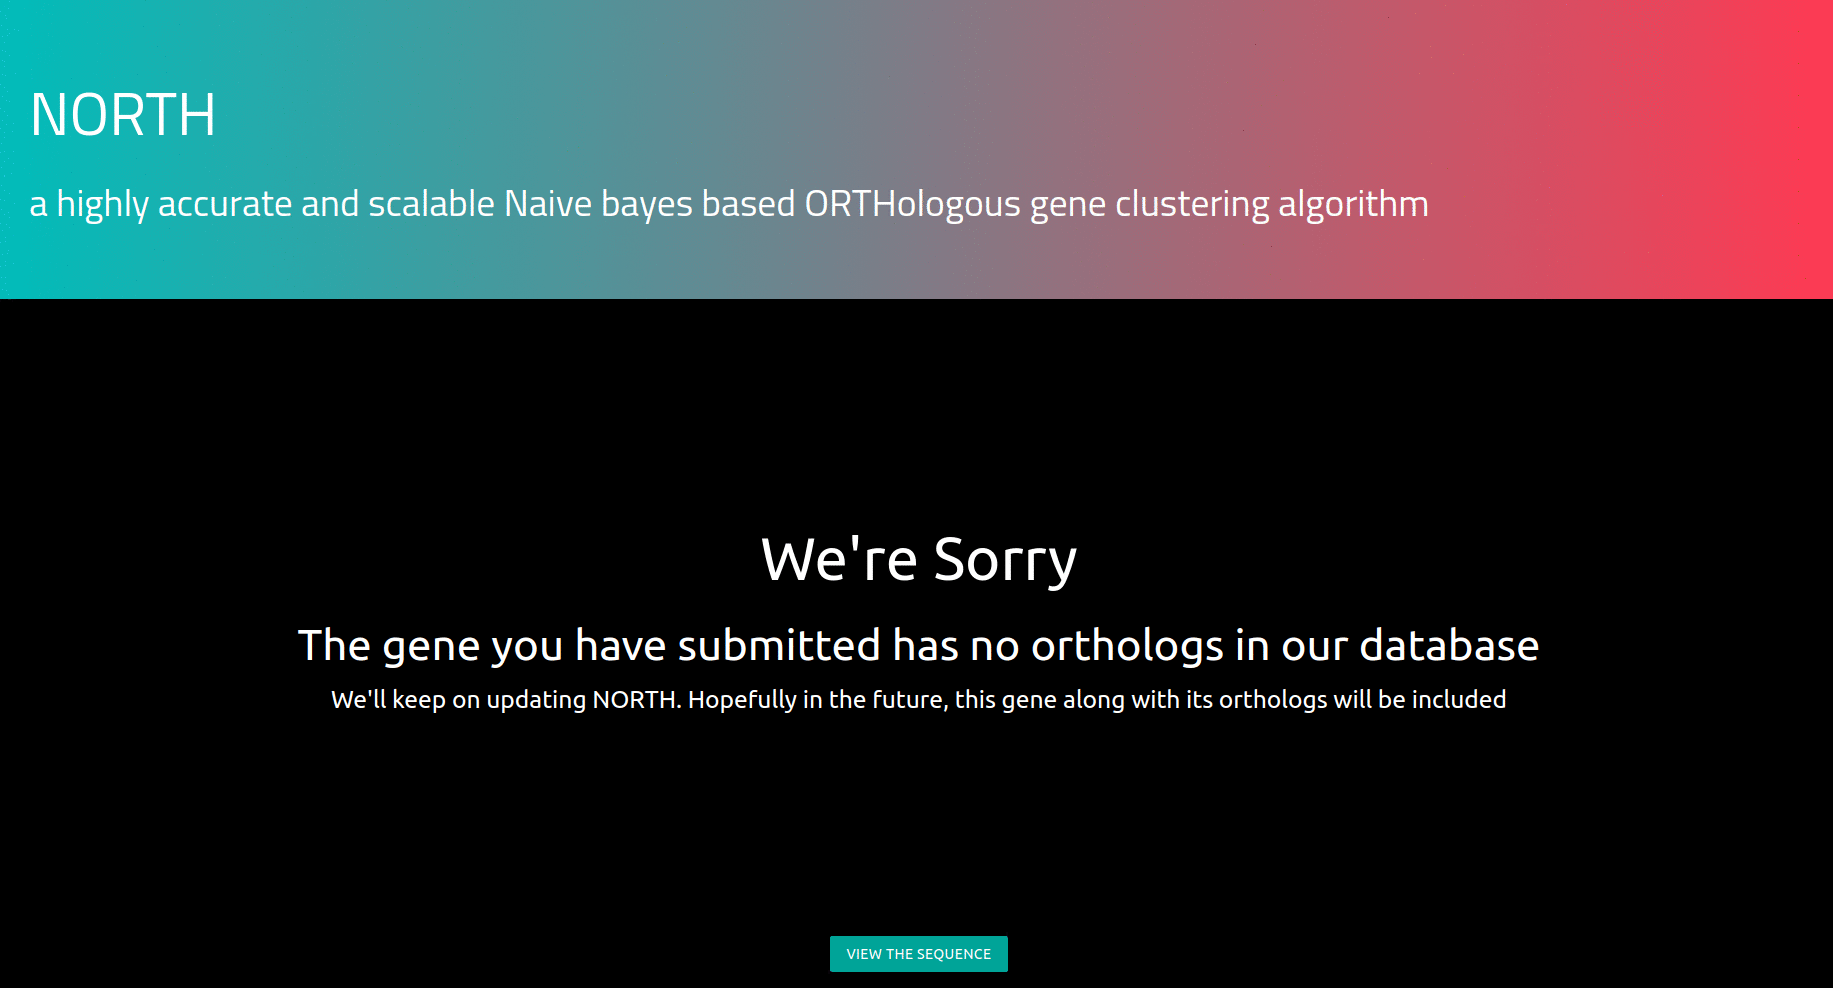 NORTH
a highly accurate and scalable Naive bayes based ORTHologous gene clustering algorithm
We're Sorry
The gene you have submitted has no orthologs in our database
We'll keep on updating NORTH. Hopefully in the future, this gene along with its orthologs will be included
VIEW THE SEQUENCE